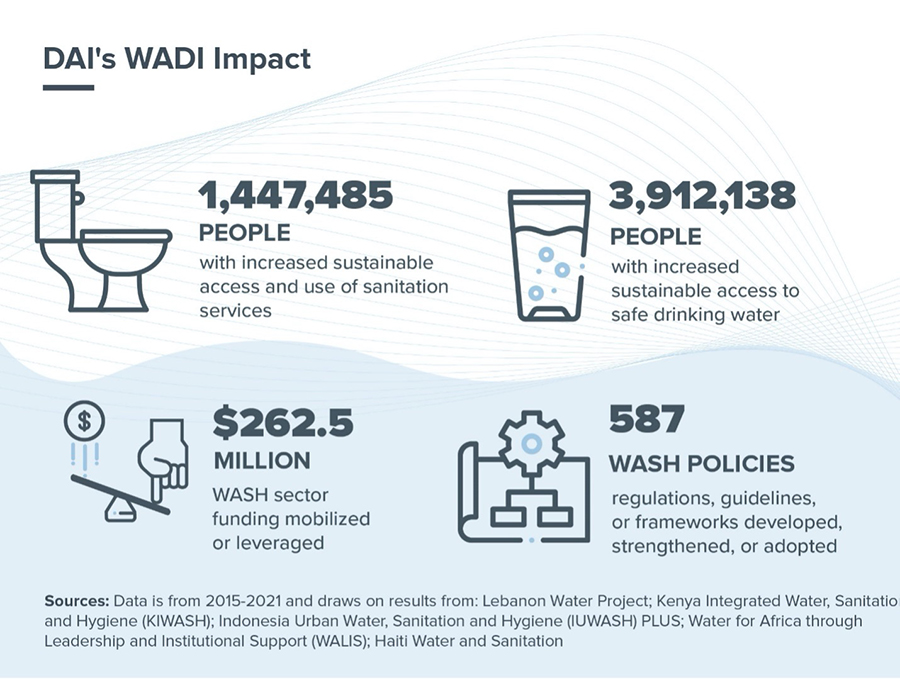 DAI's WADI Impact
1,447,485
PEOPLE
with increased sustainable
access and use of sanitation
services
3,912,138
PEOPLE
with increased
sustainable access to
safe drinking water
$
$262.5
MILLION
WASH sector
funding mobilized
or leveraged
587
WASH POLICIES
regulations, guidelines,
or frameworks developed,
strengthened, or adopted
Sources: Data is from 2015-2021 and draws on results from: Lebanon Water Project; Kenya Integrated Water, Sanitatio
and Hygiene (KIWASH); Indonesia Urban Water, Sanitation and Hygiene (IUWASH) PLUS; Water for Africa through
Leadership and Institutional Support (WALIS); Haiti Water and Sanitation